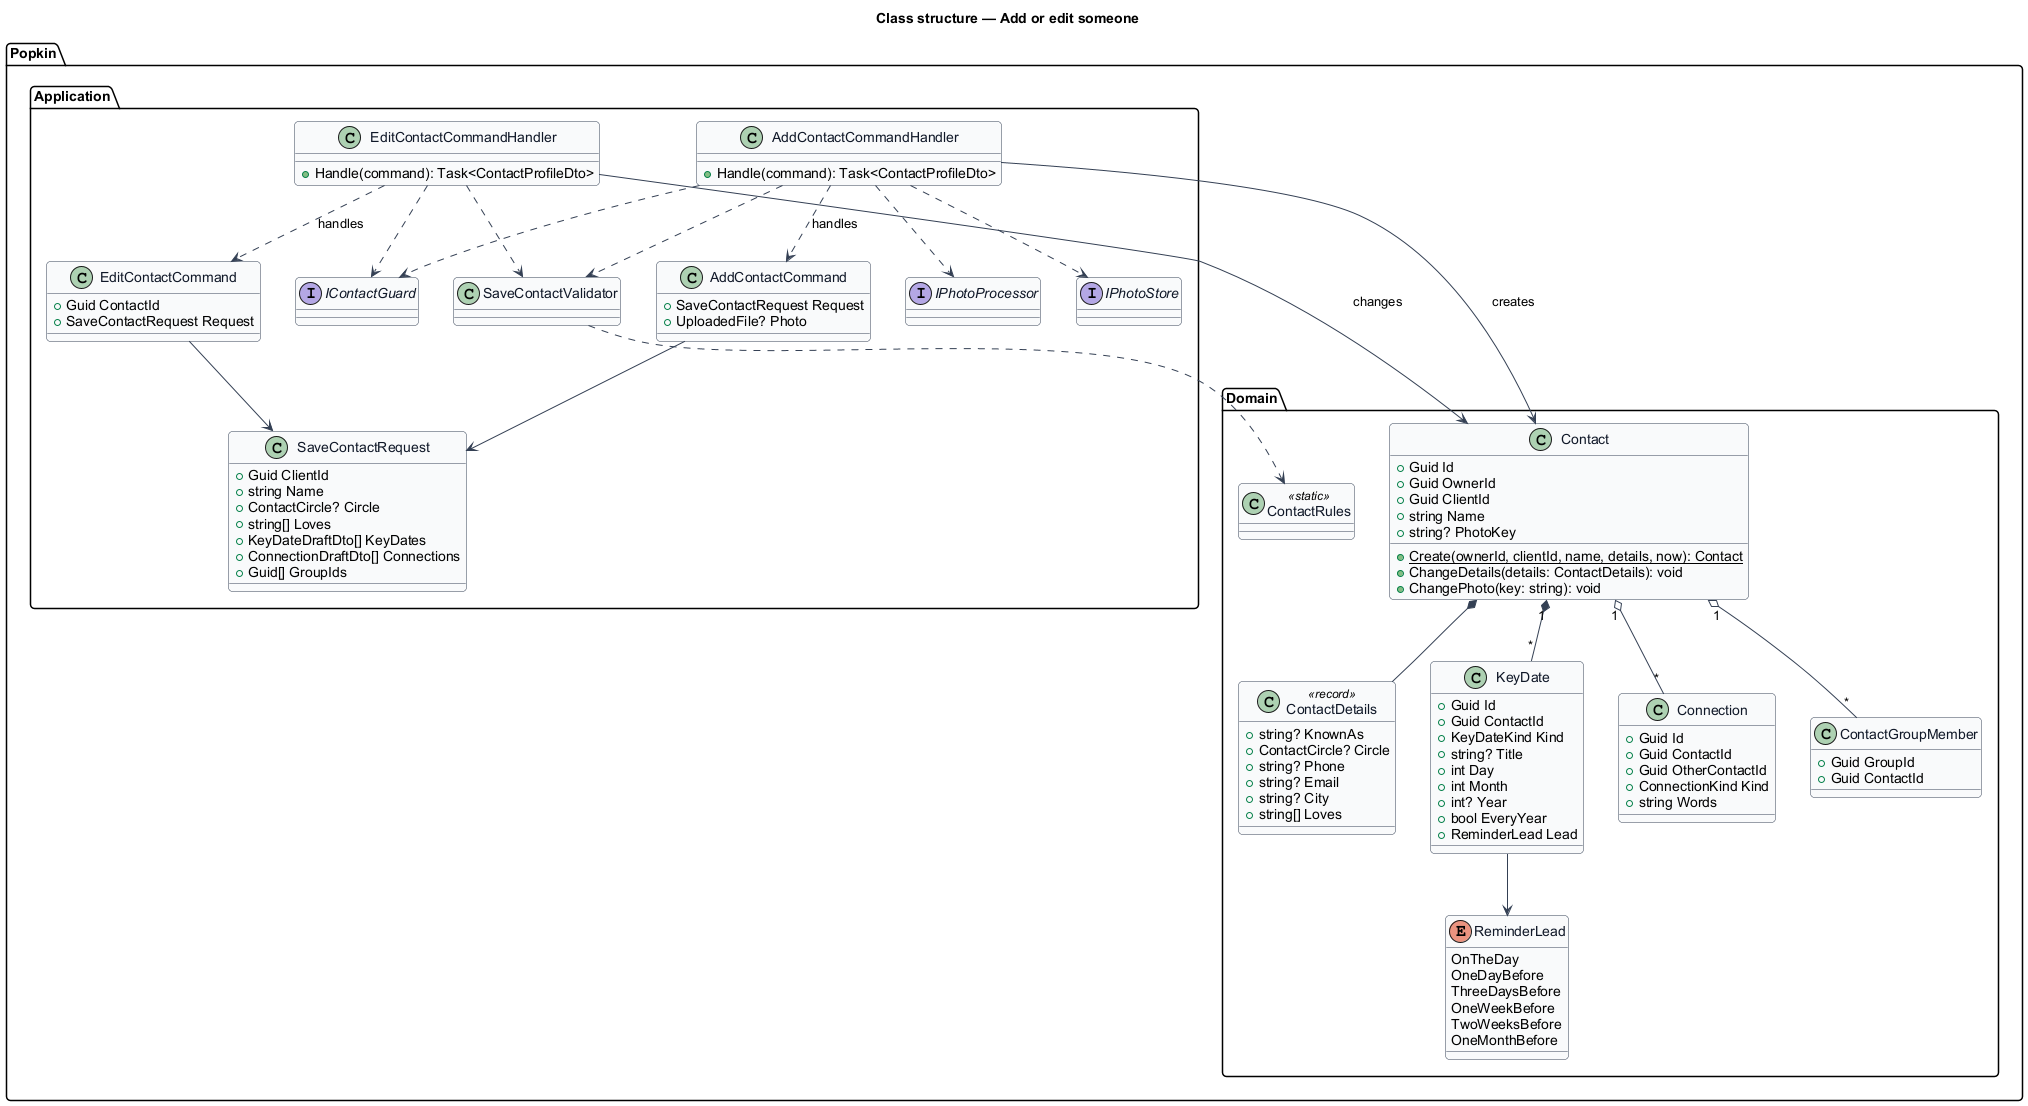 Class structure — Add or edit someone
Popkin
Application
C EditContactCommandHandler
Handle(command): Task<ContactProfileDto>
C AddContactCommandHandler
Handle(command): Task<ContactProfileDto>
handles
handles
C EditContactCommand
Guid ContactId
SaveContactRequest Request
I IContactGuard
C SaveContactValidator
C AddContactCommand
SaveContactRequest Request
UploadedFile? Photo
I IPhotoProcessor
I IPhotoStore
changes
creates
C SaveContactRequest
Guid ClientId
string Name
ContactCircle? Circle
string[] Loves
KeyDateDraftDto[] KeyDates
ConnectionDraftDto[] Connections
Guid[] GroupIds
Domain
C «static»
ContactRules
C Contact
Guid Id
Guid OwnerId
Guid ClientId
string Name
string? PhotoKey
Create(ownerId, clientId, name, details, now): Contact
ChangeDetails(details: ContactDetails): void
ChangePhoto(key: string): void
1
1
1
*
*
*
C «record»
ContactDetails
string? KnownAs
ContactCircle? Circle
string? Phone
string? Email
string? City
string[] Loves
C KeyDate
Guid Id
Guid ContactId
KeyDateKind Kind
string? Title
int Day
int Month
int? Year
bool EveryYear
ReminderLead Lead
C Connection
Guid Id
Guid ContactId
Guid OtherContactId
ConnectionKind Kind
string Words
C ContactGroupMember
Guid GroupId
Guid ContactId
E ReminderLead
OnTheDay
OneDayBefore
ThreeDaysBefore
OneWeekBefore
TwoWeeksBefore
OneMonthBefore